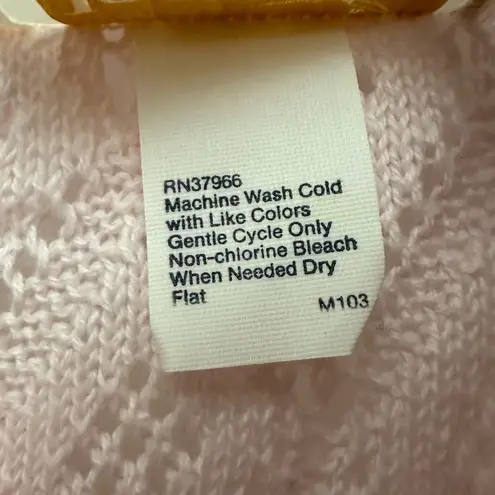 RN37966
Machine Wash Cold
with Like Colors
Gentle Cycle Only
Non-chlorine Bleach
When Needed Dry
Flat
M103